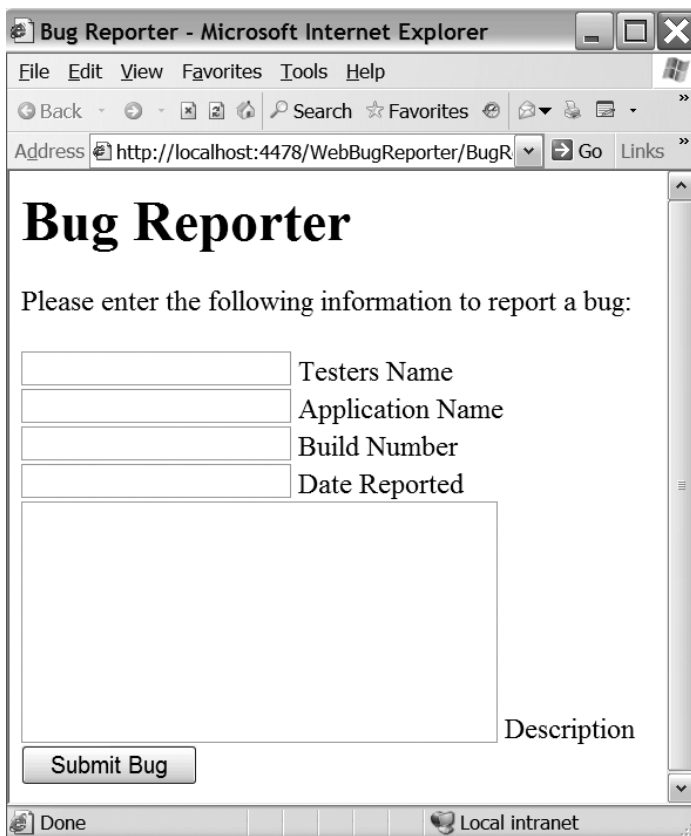 Bug Reporter - Microsoft Internet Explorer
File Edit View Favorites Tools Help
Back Search Favorites »
Address http://localhost:4478/WebBugReporter/BugR Go Links »
Bug Reporter
Please enter the following information to report a bug:
Testers Name
Application Name
Build Number
Date Reported
Description
Submit Bug
Done Local intranet